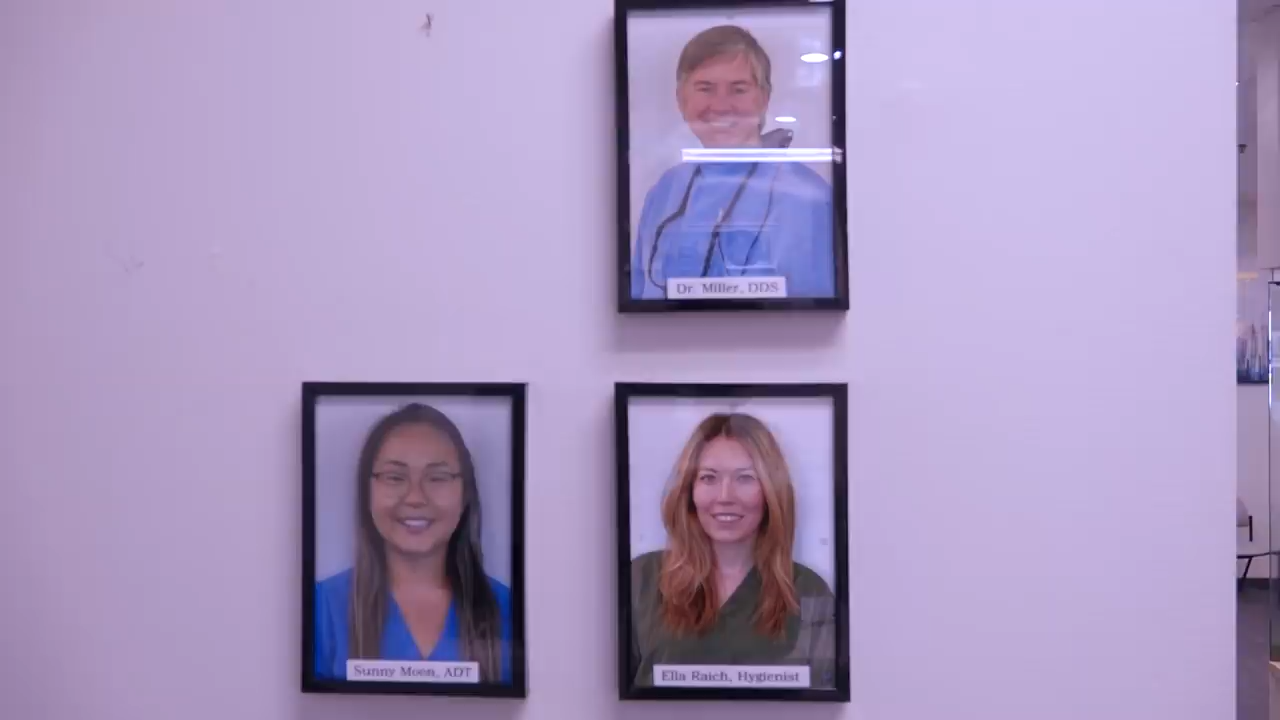 Dr. Miller, DDS
Sunny Moen, ADT
Ella Raich, Hygienist